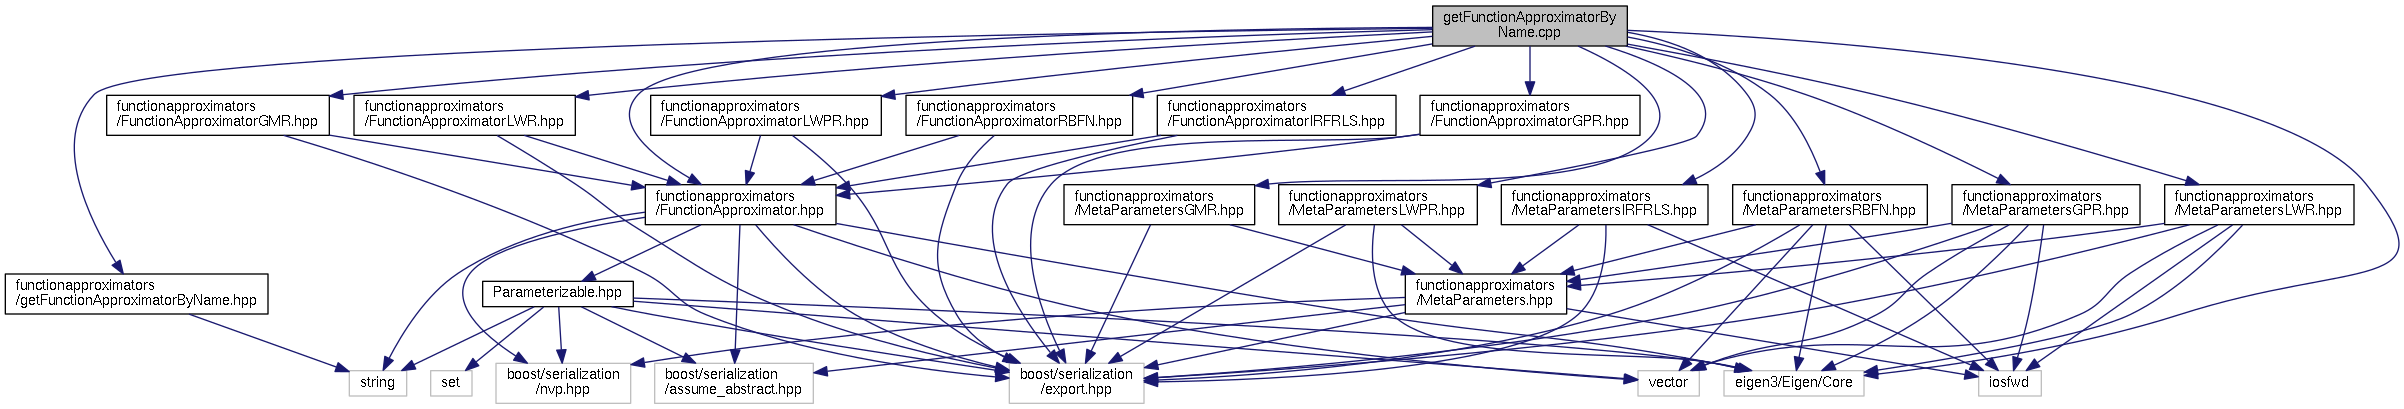 getFunctionApproximatorBy
Name.cpp
functionapproximators
/FunctionApproximatorGMR.hpp
functionapproximators
/FunctionApproximatorLWR.hpp
functionapproximators
/FunctionApproximatorLWPR.hpp
functionapproximators
/FunctionApproximatorRBFN.hpp
functionapproximators
/FunctionApproximatorIRFRLS.hpp
functionapproximators
/FunctionApproximatorGPR.hpp
functionapproximators
/FunctionApproximator.hpp
functionapproximators
/MetaParametersGMR.hpp
functionapproximators
/MetaParametersLWPR.hpp
functionapproximators
/MetaParametersIRFRLS.hpp
functionapproximators
/MetaParametersRBFN.hpp
functionapproximators
/MetaParametersGPR.hpp
functionapproximators
/MetaParametersLWR.hpp
functionapproximators
/getFunctionApproximatorByName.hpp
Parameterizable.hpp
functionapproximators
/MetaParameters.hpp
string
set
boost/serialization
/nvp.hpp
boost/serialization
/assume_abstract.hpp
boost/serialization
/export.hpp
vector
eigen3/Eigen/Core
iosfwd